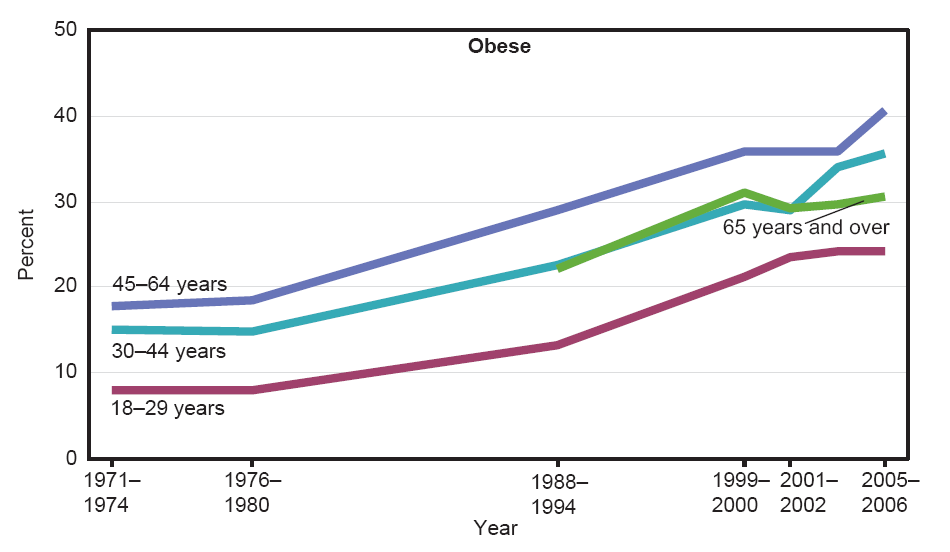 Obese
50
40
30
20
10
0
Percent
45–64 years
30–44 years
18–29 years
65 years and over
1971–
1974
1976–
1980
1988–
1994
1999–
2000
2001–
2002
2005–
2006
Year